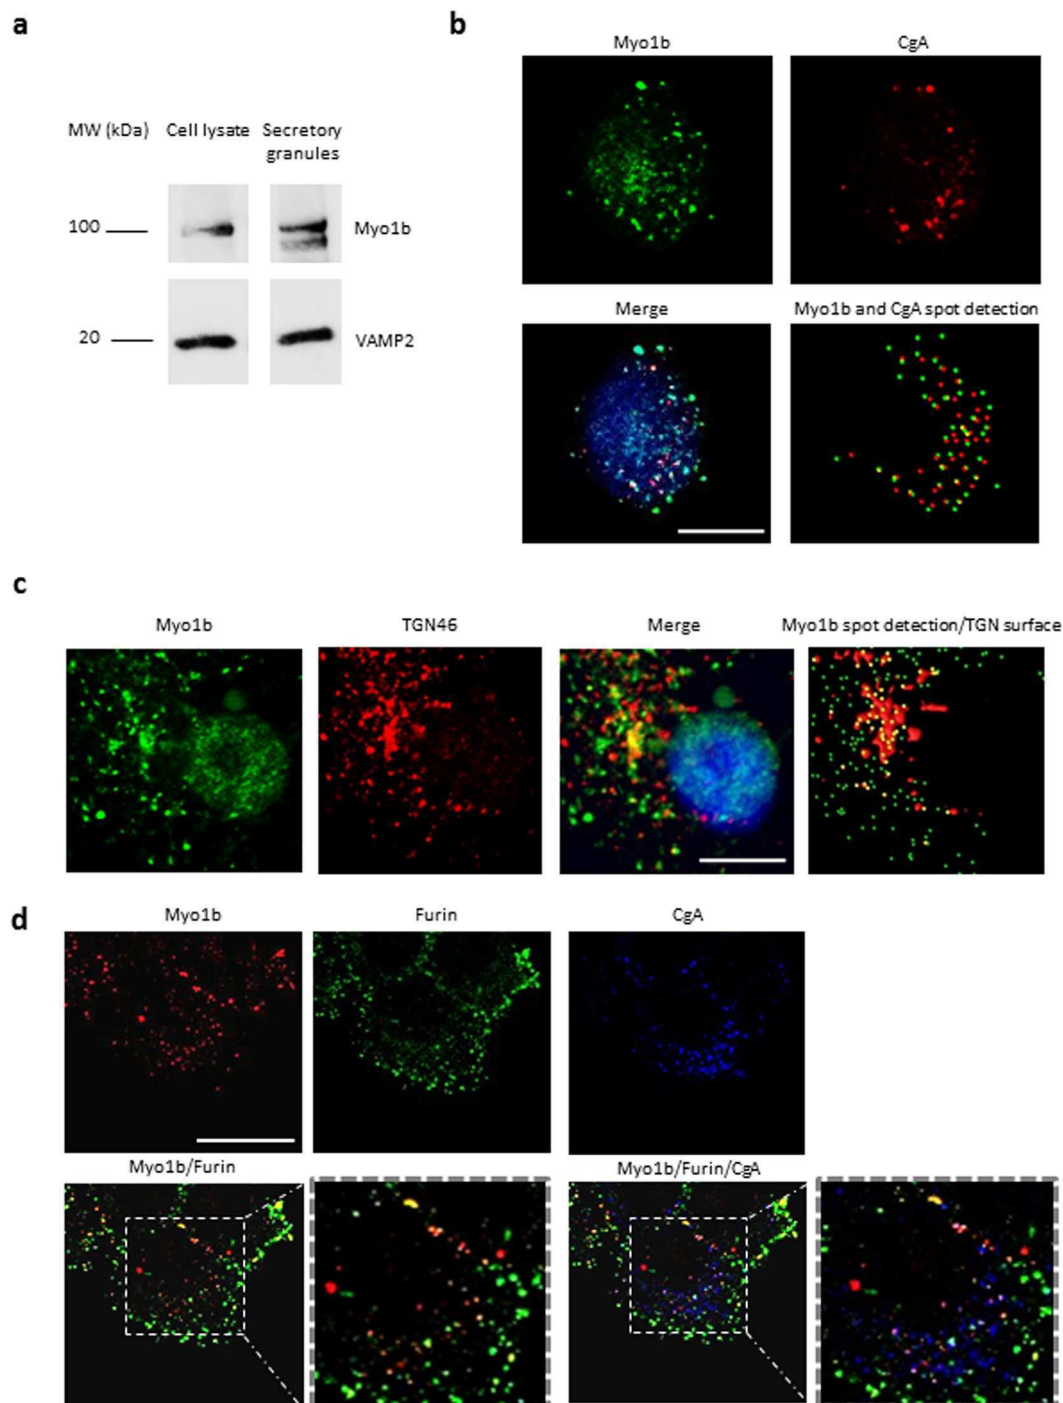 a
MW (kDa) Cell lysate Secretory
granules
100 Myo1b
20 VAMP2
b
Myo1b CgA
Merge Myo1b and CgA spot detection
c
Myo1b TGN46 Merge Myo1b spot detection/TGN surface
d
Myo1b Furin CgA
Myo1b/Furin Myo1b/Furin/CgA